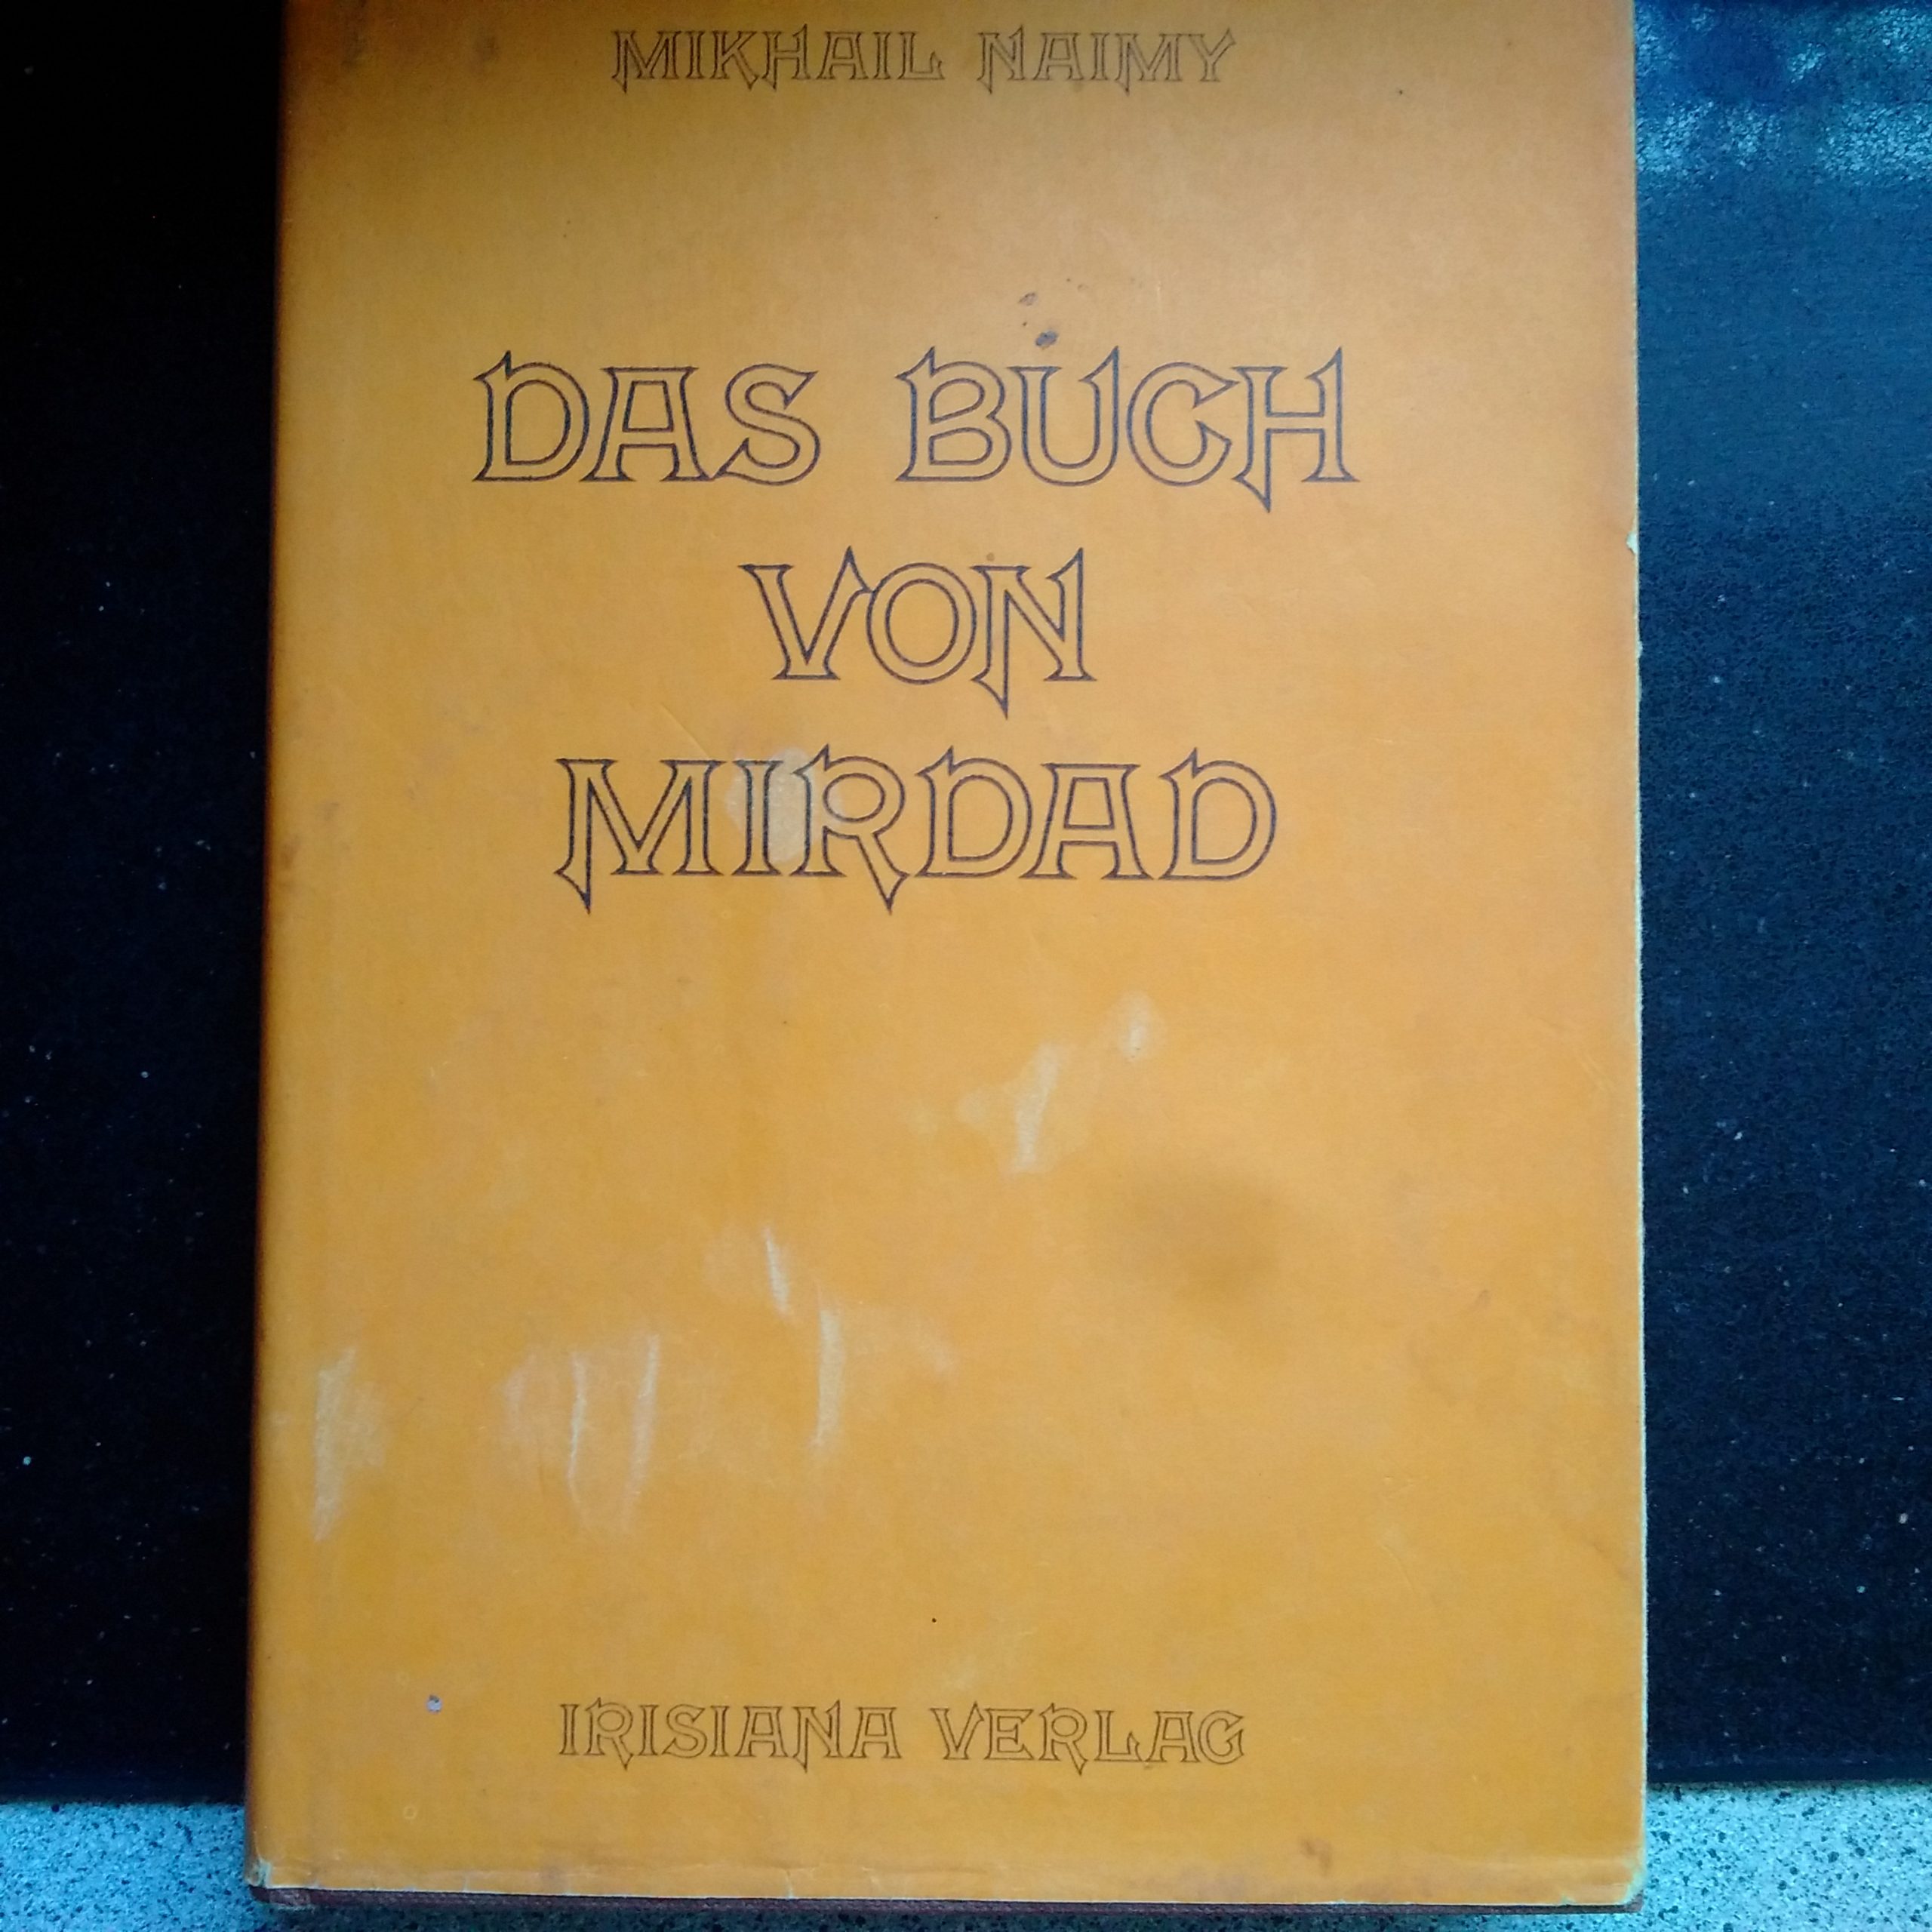 MIKHAIL NAIMY
DAS BUCH
VON
MIRDAD
IRISIANA VERLAG